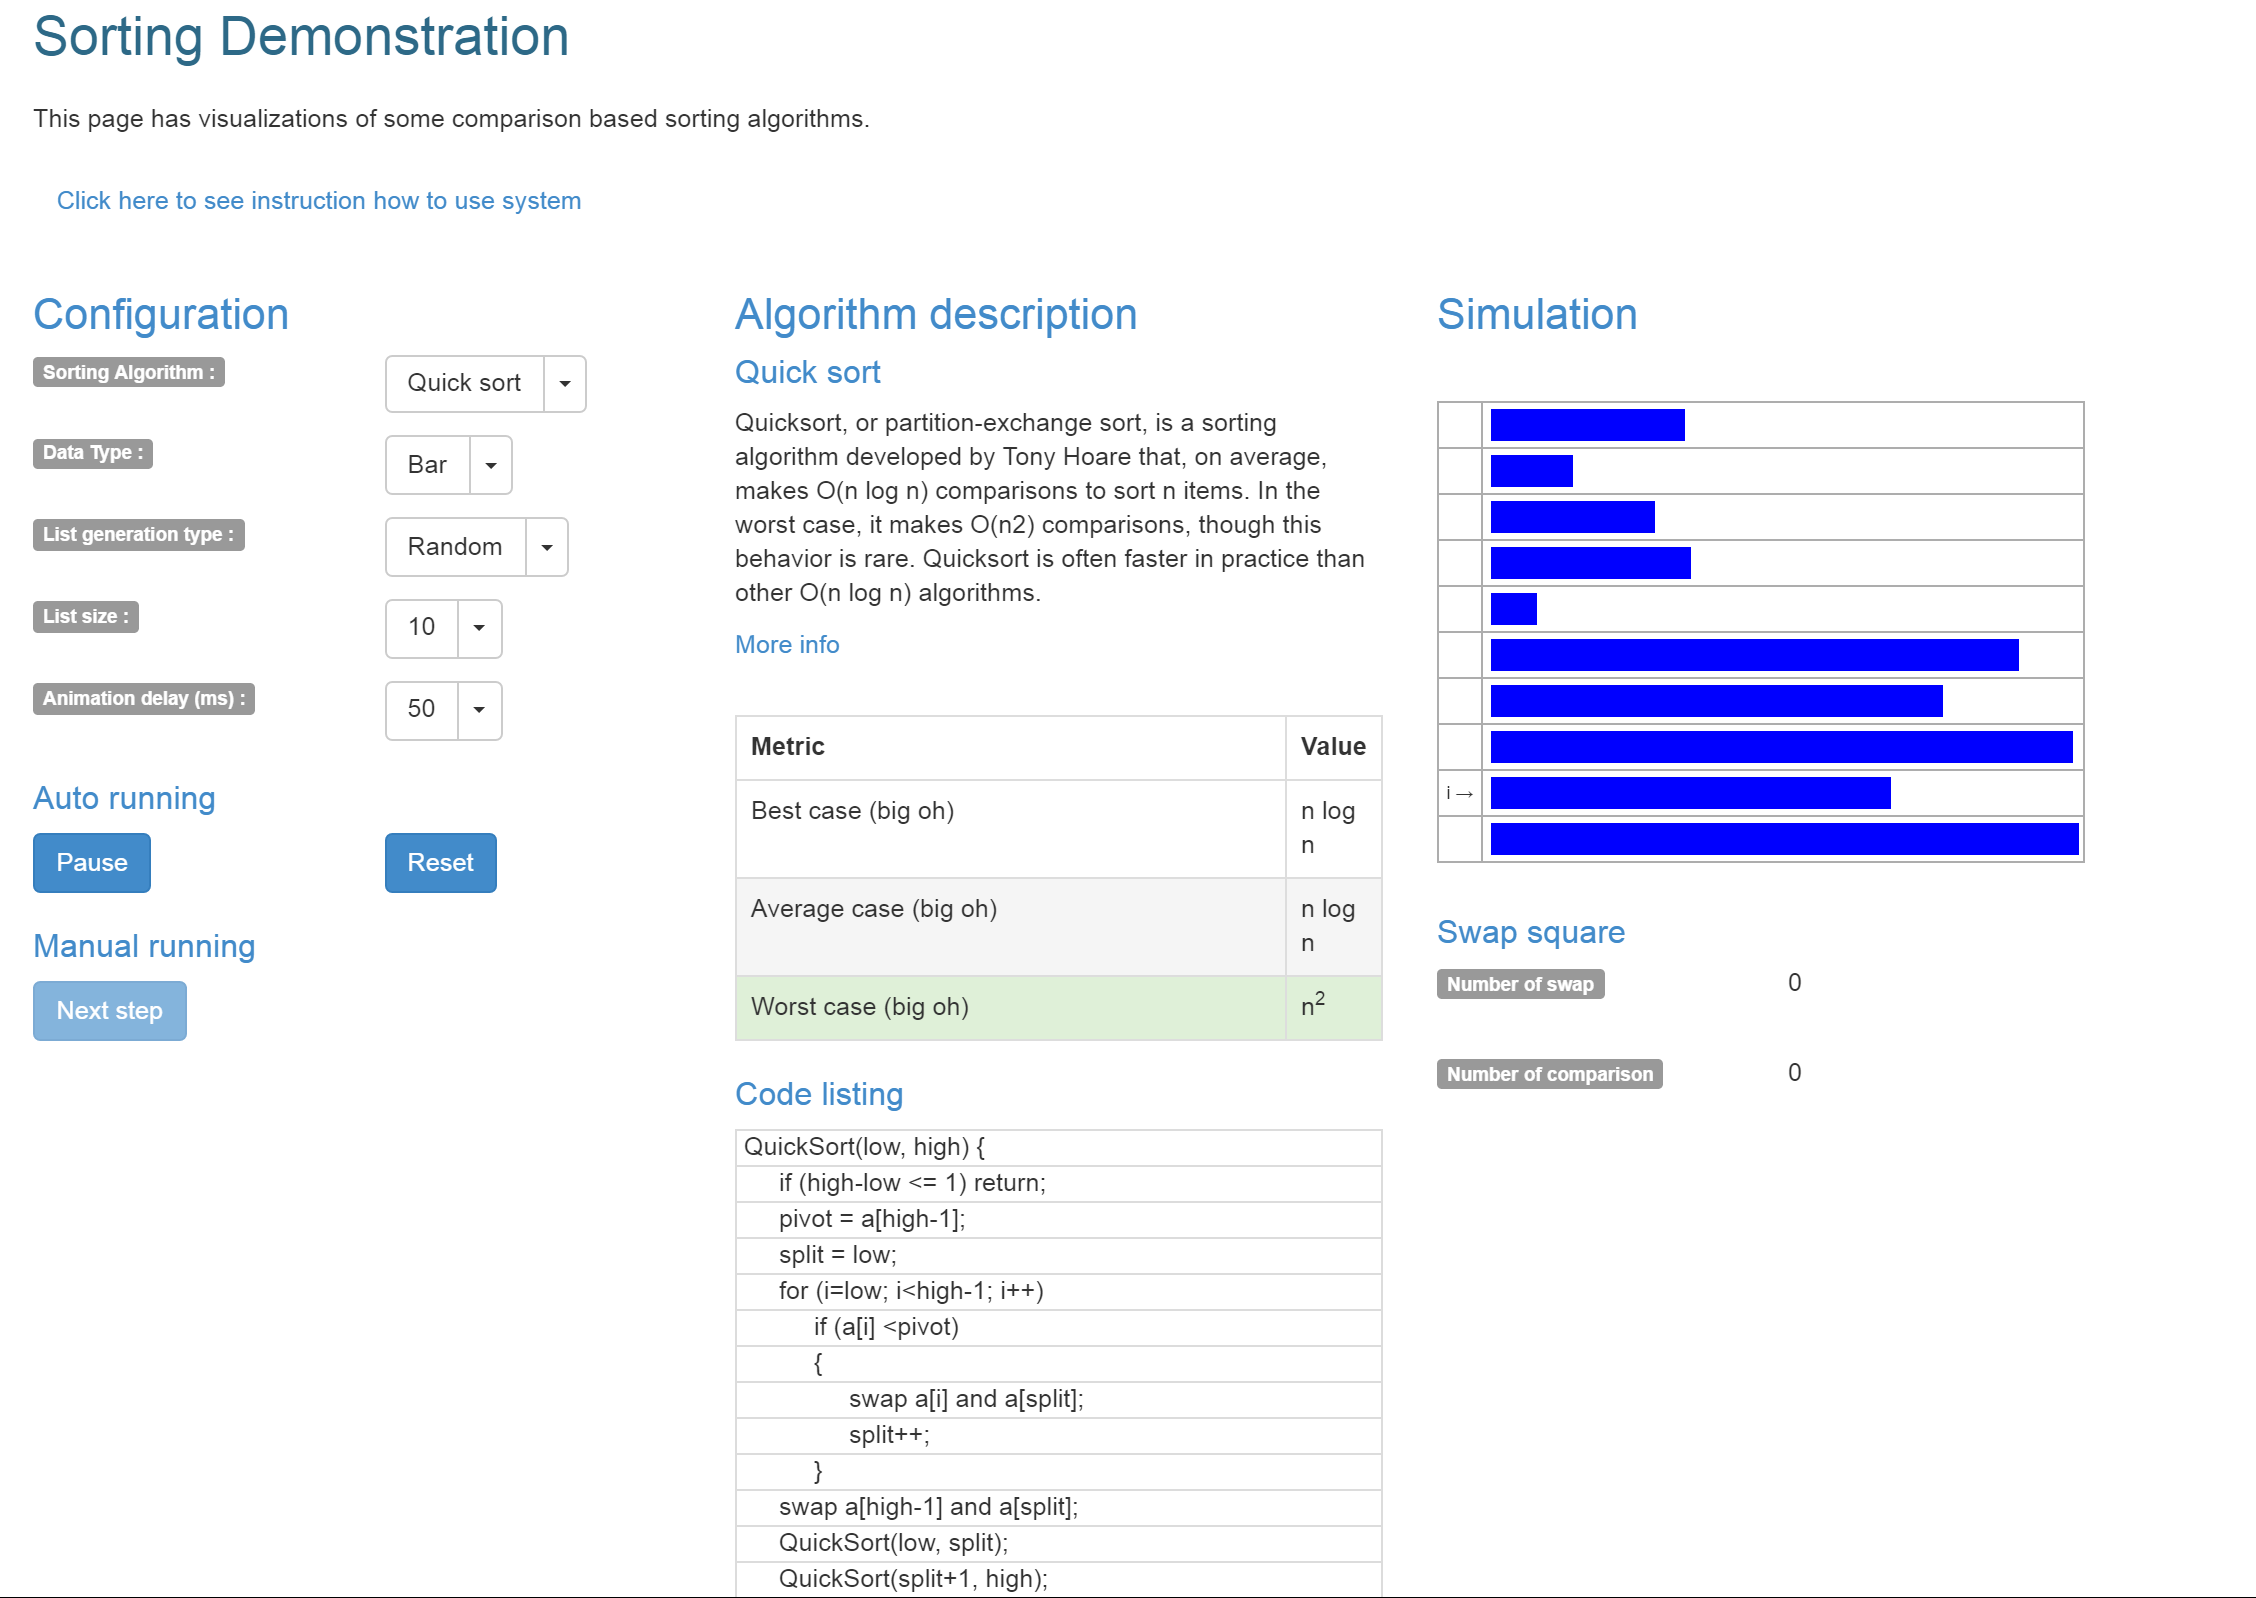 Sorting Demonstration
This page has visualizations of some comparison based sorting algorithms.
Click here to see instruction how to use system
Configuration
Sorting Algorithm :
Quick sort
Data Type :
Bar
List generation type :
Random
List size :
10
Animation delay (ms) :
50
Auto running
Pause
Reset
Manual running
Next step
Algorithm description
Quick sort
Quicksort, or partition-exchange sort, is a sorting
algorithm developed by Tony Hoare that, on average,
makes O(n log n) comparisons to sort n items. In the
worst case, it makes O(n2) comparisons, though this
behavior is rare. Quicksort is often faster in practice than
other O(n log n) algorithms.
More info
Metric Value
Best case (big oh) n log
n
Average case (big oh) n log
n
Worst case (big oh) n²
Code listing
QuickSort(low, high) {
if (high-low <= 1) return;
pivot = a[high-1];
split = low;
for (i=low; i<high-1; i++)
if (a[i] <pivot)
{
swap a[i] and a[split];
split++;
}
swap a[high-1] and a[split];
QuickSort(low, split);
QuickSort(split+1, high);
Simulation
i→
Swap square
Number of swap 0
Number of comparison 0